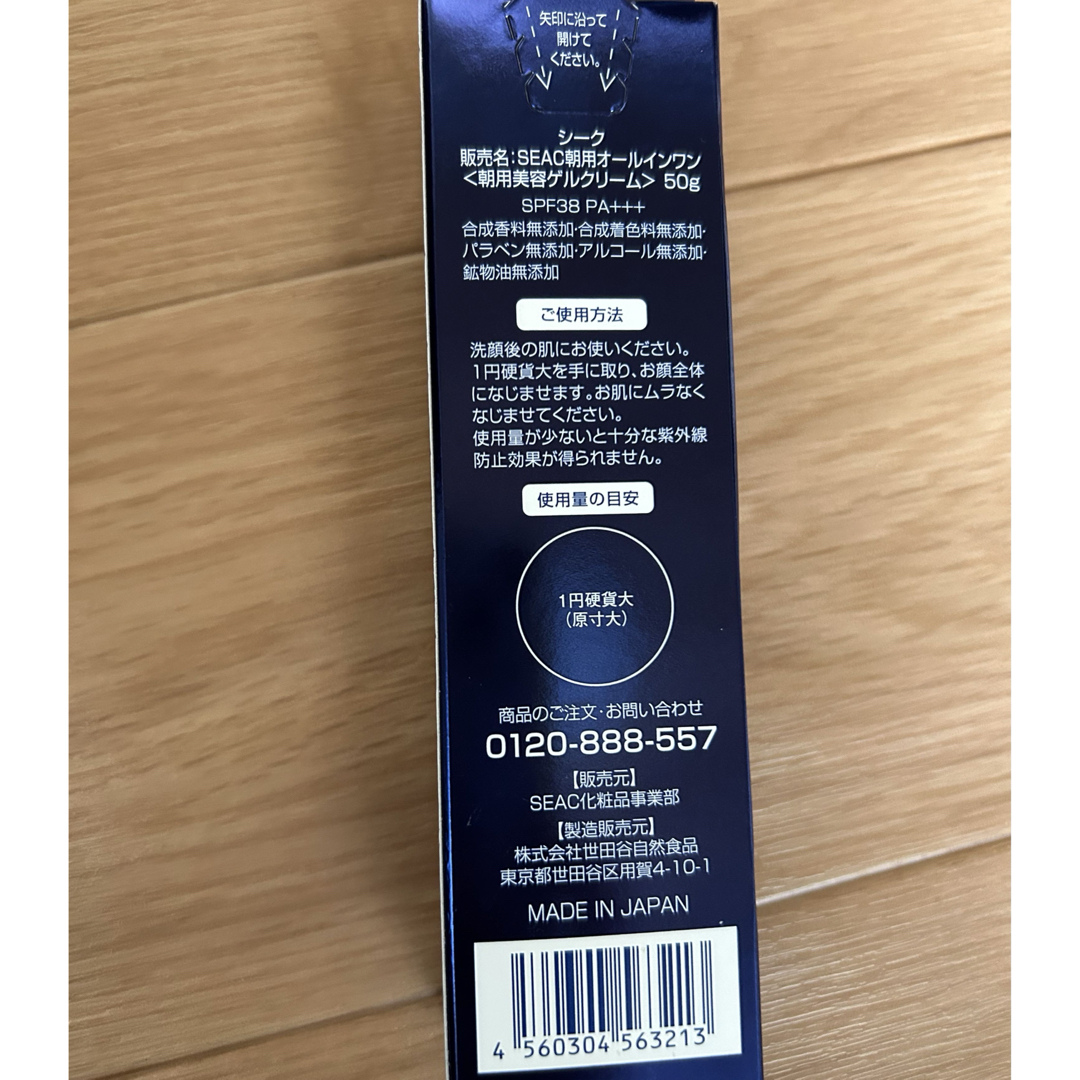 矢印に沿って
開けて
ください。
シーク
販売名:SEAC朝用オールインワン
<朝用美容ゲルクリーム> 50g
SPF38 PA+++
合成香料無添加・合成着色料無添加・
パラベン無添加・アルコール無添加・
鉱物油無添加
ご使用方法
洗顔後の肌にお使いください。
1円硬貨大を手に取り、お顔全体
になじませます。お肌にムラなく
なじませてください。
使用量が少ないと十分な紫外線
防止効果が得られません。
使用量の目安
1円硬貨大
(原寸大)
商品のご注文・お問い合わせ
0120-888-557
【販売元】
SEAC化粧品事業部
【製造販売元】
株式会社世田谷自然食品
東京都世田谷区用賀4-10-1
MADE IN JAPAN
4 560304 563213